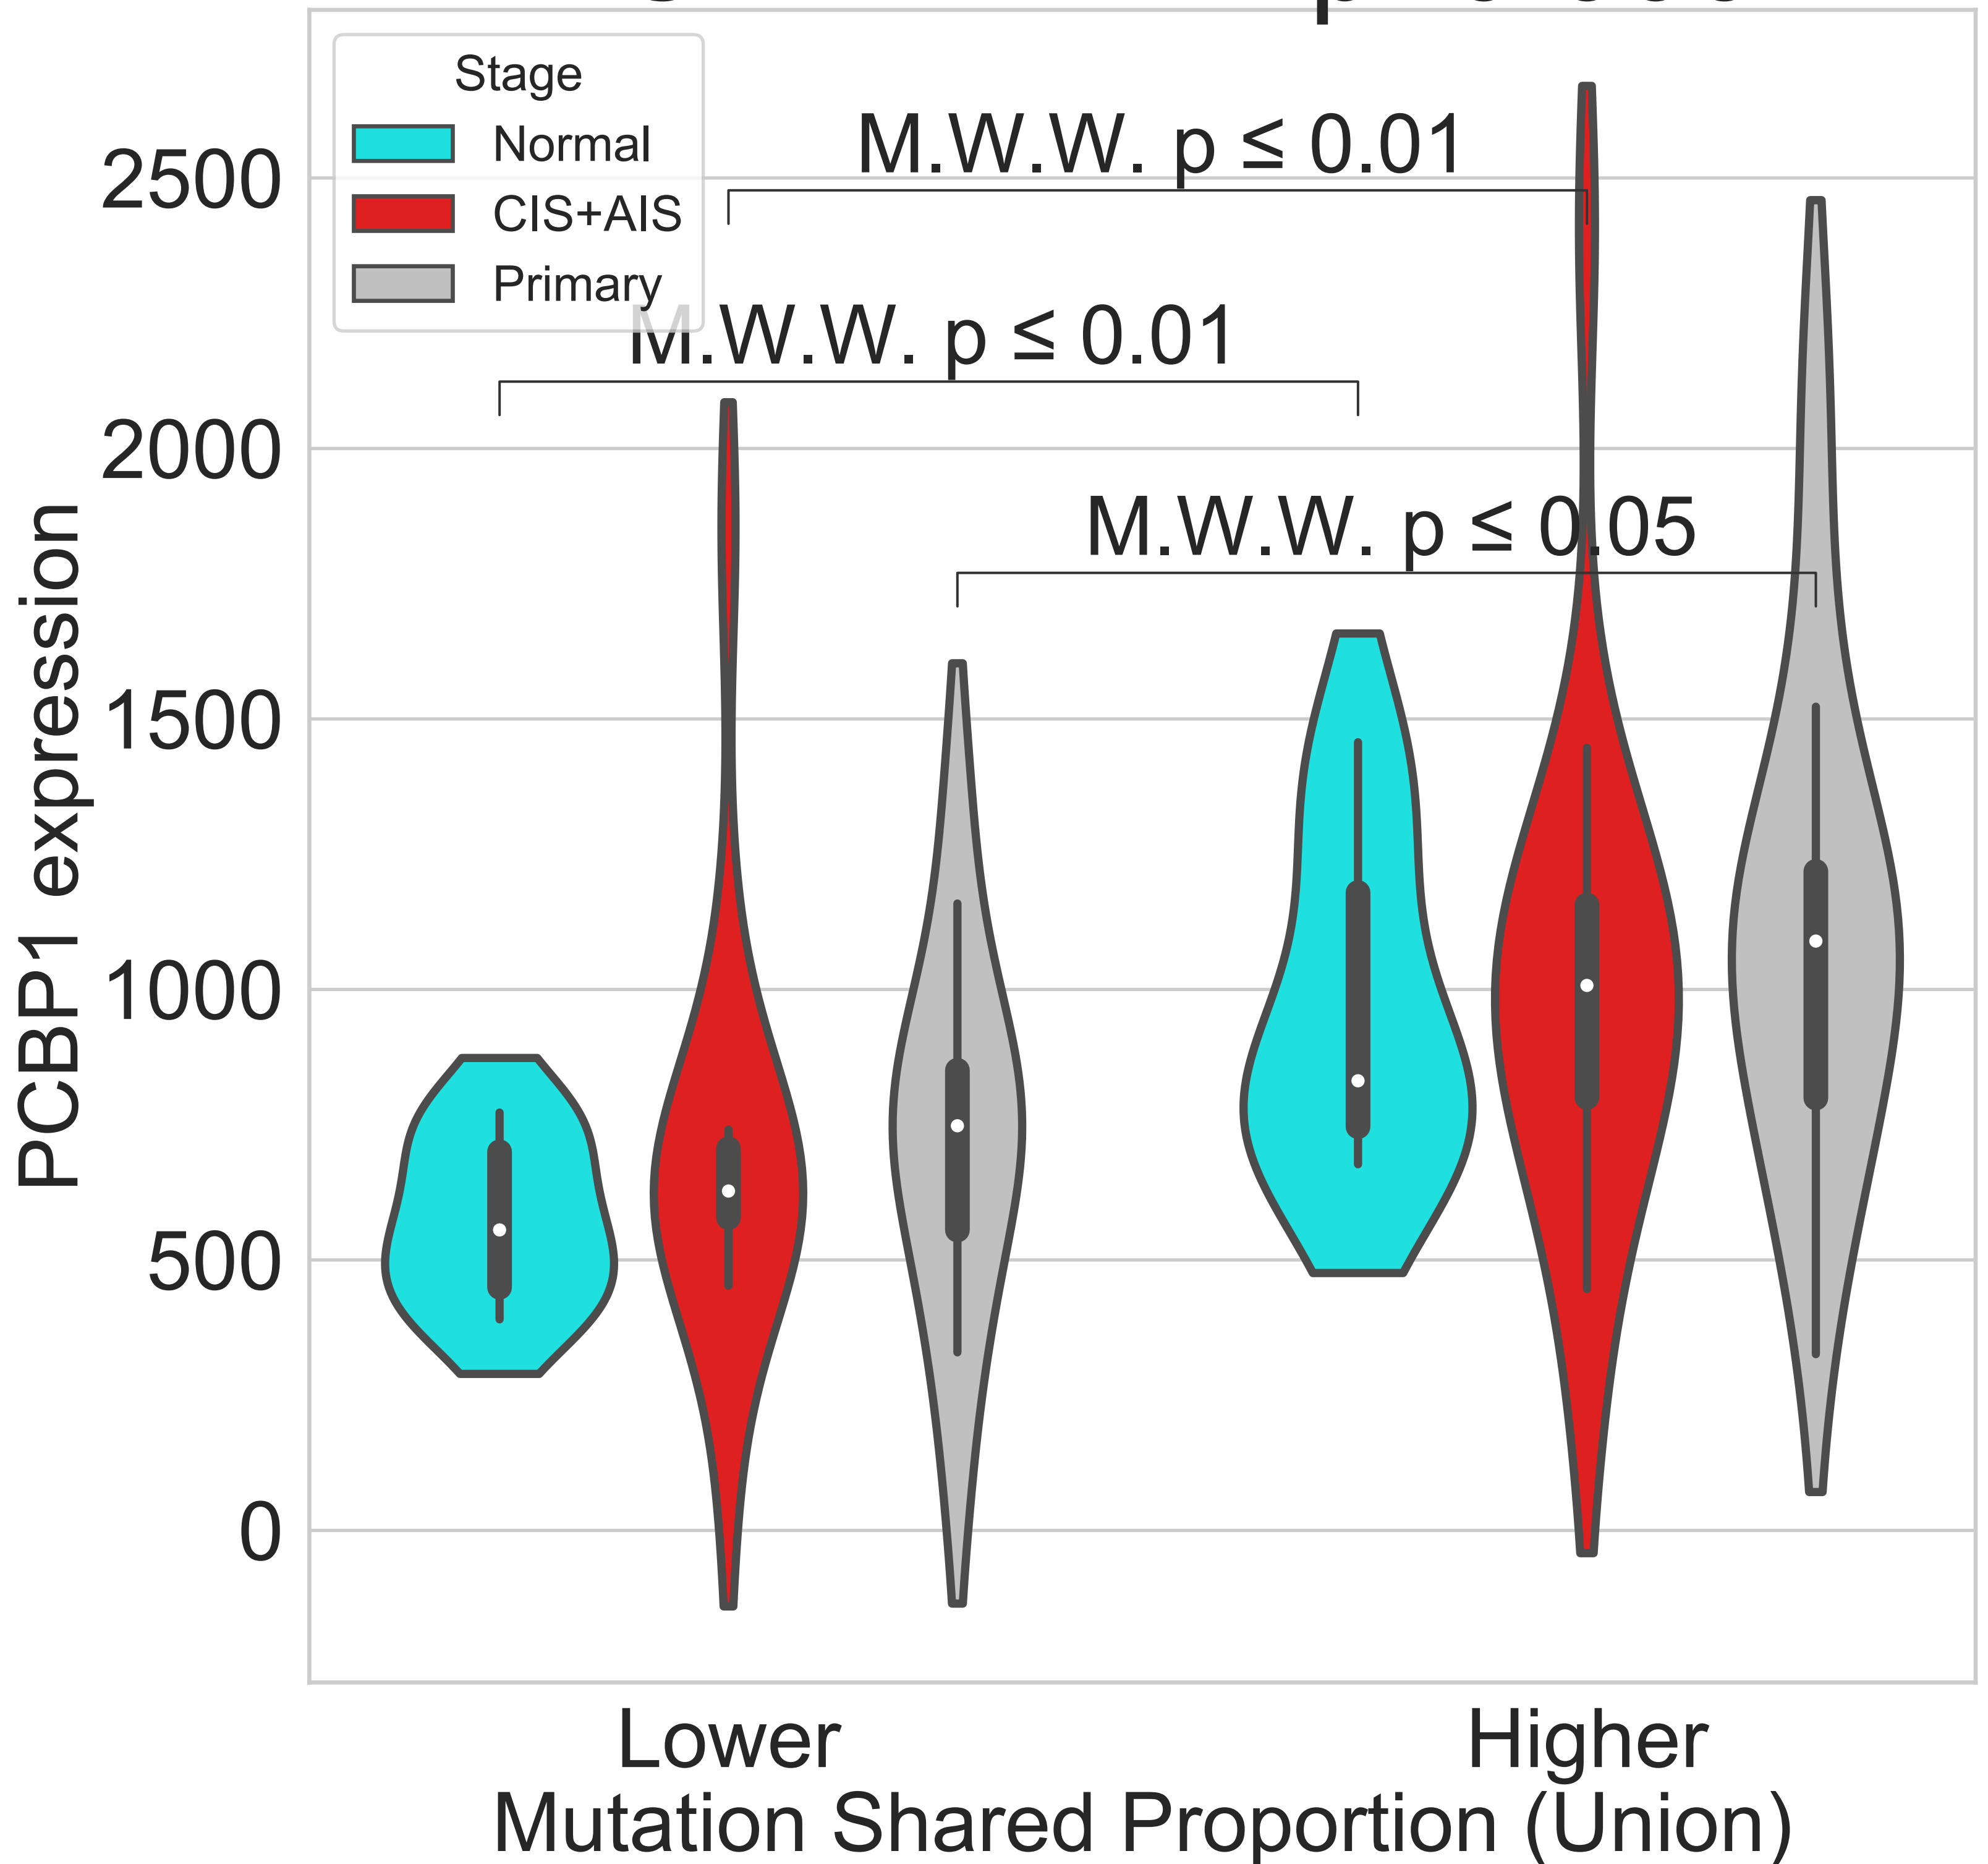 Stage
Normal
CIS+AIS
Primary
M.W.W. p ≤ 0.01
M.W.W. p ≤ 0.01
M.W.W. p ≤ 0.05
2500
2000
1500
1000
500
0
PCBP1 expression
Lower
Higher
Mutation Shared Proportion (Union)